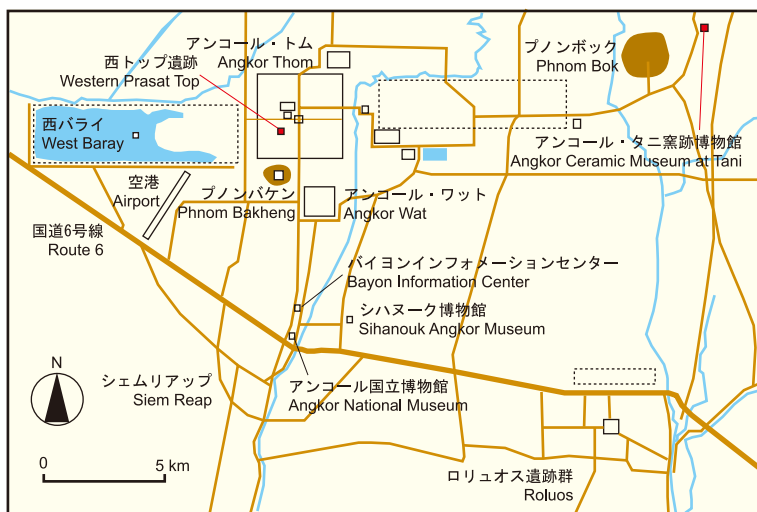 アンコール・トム
Angkor Thom
西トップ遺跡
Western Prasat Top
プノンボック
Phnom Bok
西バライ
West Baray
アンコール・タニ窯跡博物館
Angkor Ceramic Museum at Tani
空港
Airport
プノンバケン
Phnom Bakheng
アンコール・ワット
Angkor Wat
国道6号線
Route 6
バイヨンインフォメーションセンター
Bayon Information Center
シハヌーク博物館
Sihanouk Angkor Museum
N
シェムリアップ
Siem Reap
アンコール国立博物館
Angkor National Museum
0
5 km
ロリュオス遺跡群
Roluos